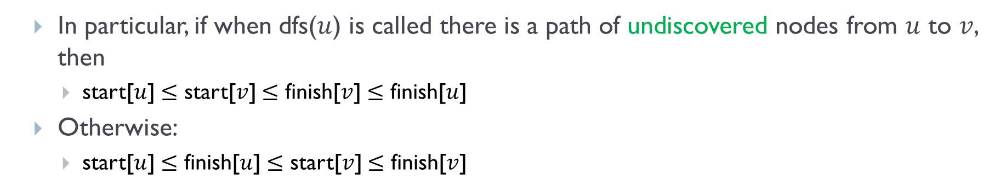 In particular, if when dfs(𝑢) is called there is a path of undiscovered nodes from 𝑢 to 𝑣,
then
start[𝑢] ≤ start[𝑣] ≤ finish[𝑣] ≤ finish[𝑢]
Otherwise:
start[𝑢] ≤ finish[𝑢] ≤ start[𝑣] ≤ finish[𝑣]